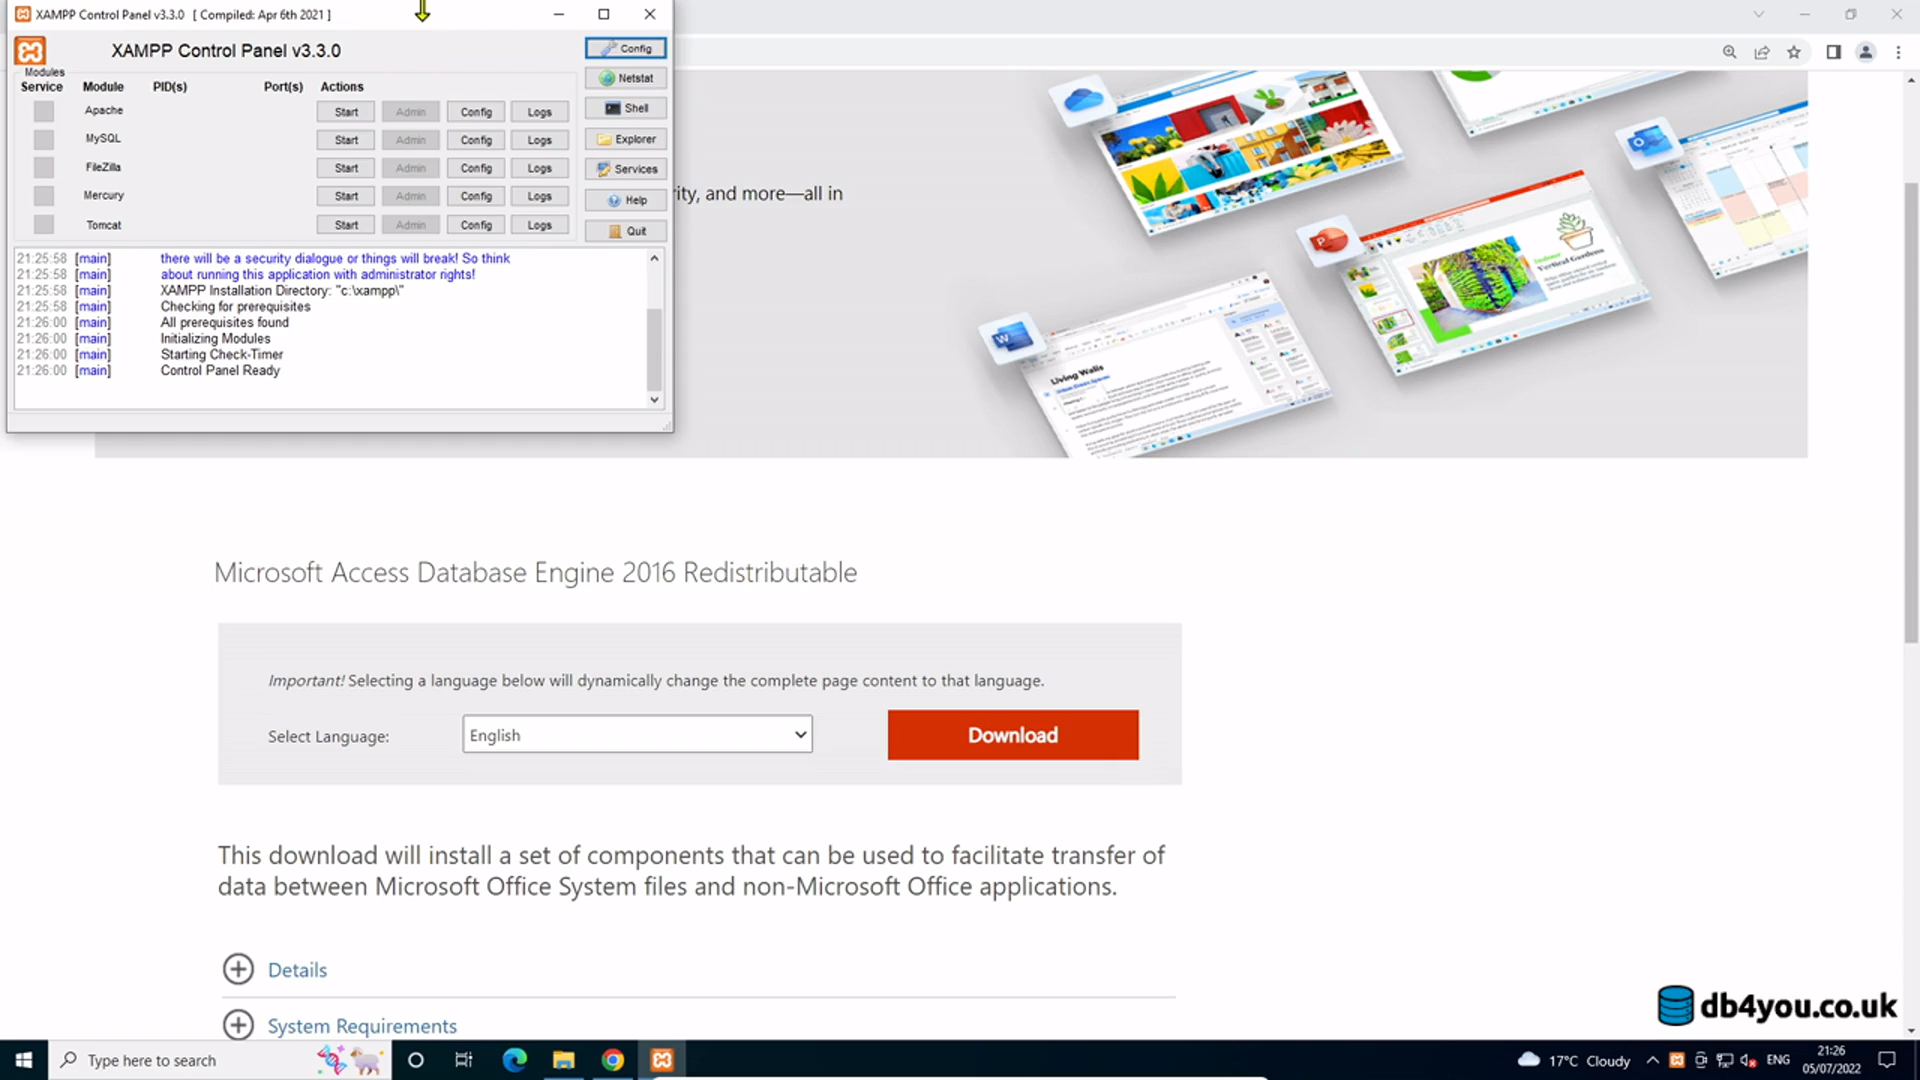 XAMPP Control Panel v3.3.0 [ Compiled: Apr 6th 2021 ]
XAMPP Control Panel v3.3.0
Config
Modules
Service Module PID(s) Port(s) Actions
Netstat
Apache Start Admin Config Logs
Shell
MySQL Start Admin Config Logs
Explorer
FileZilla Start Admin Config Logs
Services
Mercury Start Admin Config Logs
Help
Tomcat Start Admin Config Logs
Quit
21:25:58 [main] there will be a security dialogue or things will break! So think
21:25:58 [main] about running this application with administrator rights!
21:25:58 [main] XAMPP Installation Directory: "c:\xampp\"
21:25:58 [main] Checking for prerequisites
21:26:00 [main] All prerequisites found
21:26:00 [main] Initializing Modules
21:26:00 [main] Starting Check-Timer
21:26:00 [main] Control Panel Ready
rity, and more—all in
Living Walls
Indoor
Vertical Gardens
Microsoft Access Database Engine 2016 Redistributable
Important! Selecting a language below will dynamically change the complete page content to that language.
Select Language: English Download
This download will install a set of components that can be used to facilitate transfer of
data between Microsoft Office System files and non-Microsoft Office applications.
Details
System Requirements
db4you.co.uk
Type here to search
17°C Cloudy
ENG
21:26
05/07/2022